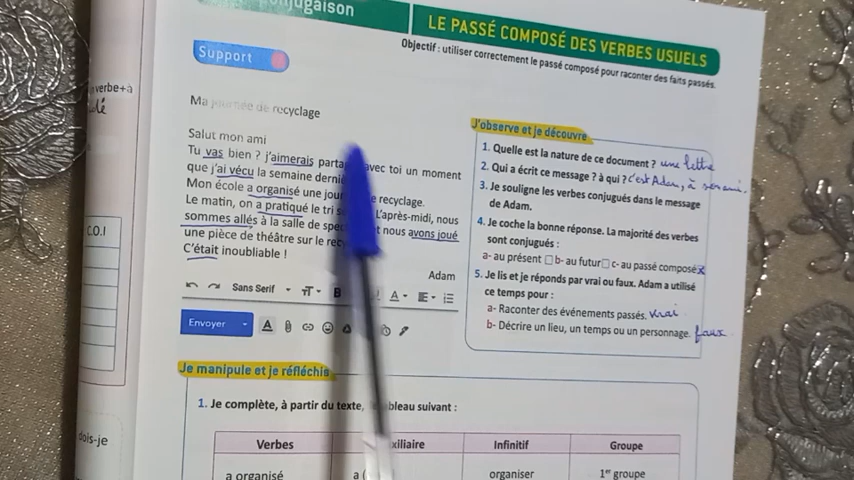 onjugaison
LE PASSÉ COMPOSÉ DES VERBES USUELS
Objectif : utiliser correctement le passé composé pour raconter des faits passés.
Support
Ma journée de recyclage
Salut mon ami
Tu vas bien ? j'aimerais avec toi un moment
que j'ai vécu la semaine
Mon école a organisé une recyclage.
Le matin, on a pratiqué le tri L'après-midi, nous
sommes allés à la salle de nous avons joué
une pièce de théâtre sur le
C'était inoubliable !
Adam
Sans Serif
B
A
Envoyer
A
J'observe et je découvre
1. Quelle est la nature de ce document ? une lettre
2. Qui a écrit ce message ? à qui ? c'est Adam, à son ami.
3. Je souligne les verbes conjugués dans le message
de Adam.
4. Je coche la bonne réponse. La majorité des verbes
sont conjugués :
a- au présent b- au futur c- au passé composé x
5. Je lis et je réponds par vrai ou faux. Adam a utilisé
ce temps pour :
a- Raconter des événements passés. vrai
b- Décrire un lieu, un temps ou un personnage. faux
Je manipule et je réfléchis
1. Je complète, à partir du texte, tableau suivant :
Verbes xiliaire Infinitif Groupe
a organisé a organiser 1er groupe
verbe+à
C.O.I
dois-je